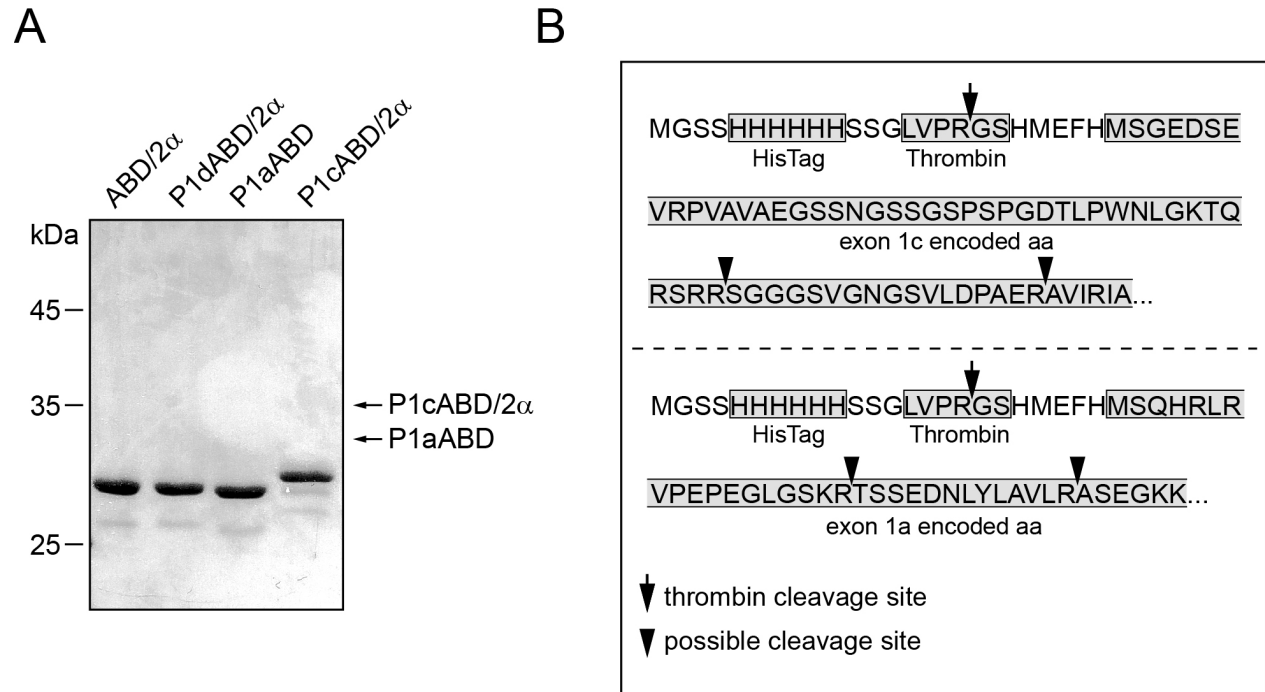 A
B
ABD/2α
P1dABD/2α
P1aABD
P1cABD/2α
kDa
45
35
25
P1cABD/2α
P1aABD
MGSSHHHHHHSSGLVPRGSHMEFHMSGEDSE
HisTag
Thrombin
VRPVAVAEGSSNGSSGSPSPGDTLPWNLGKTQ
exon 1c encoded aa
RSRRSGGGSVGNGSVLDPAERAVIRIA...
MGSSHHHHHHSSGLVPRGSHMEFHMSQHRLR
HisTag
Thrombin
VPEPEGLGSKRTSSEDNLYLAVLRASEGKK...
exon 1a encoded aa
thrombin cleavage site
possible cleavage site